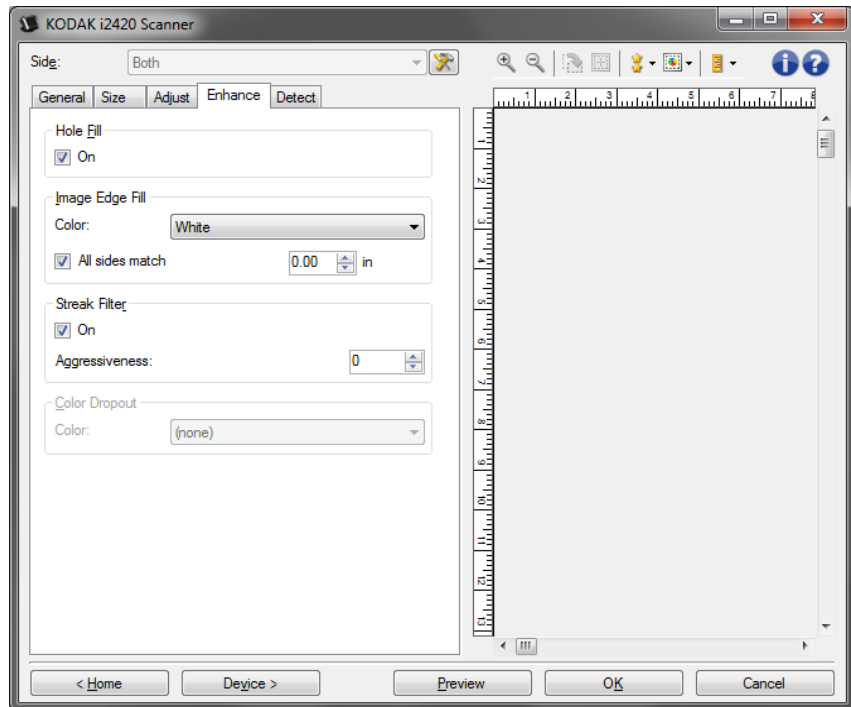 KODAK i2420 Scanner
Side: Both
General Size Adjust Enhance Detect
Hole Fill
On
Image Edge Fill
Color: White
All sides match 0.00 in
Streak Filter
On
Aggressiveness: 0
Color Dropout
Color: (none)
1 2 3 4 5 6 7 8
1
2
3
4
5
6
7
8
9
10
11
12
13
< Home Device > Preview OK Cancel